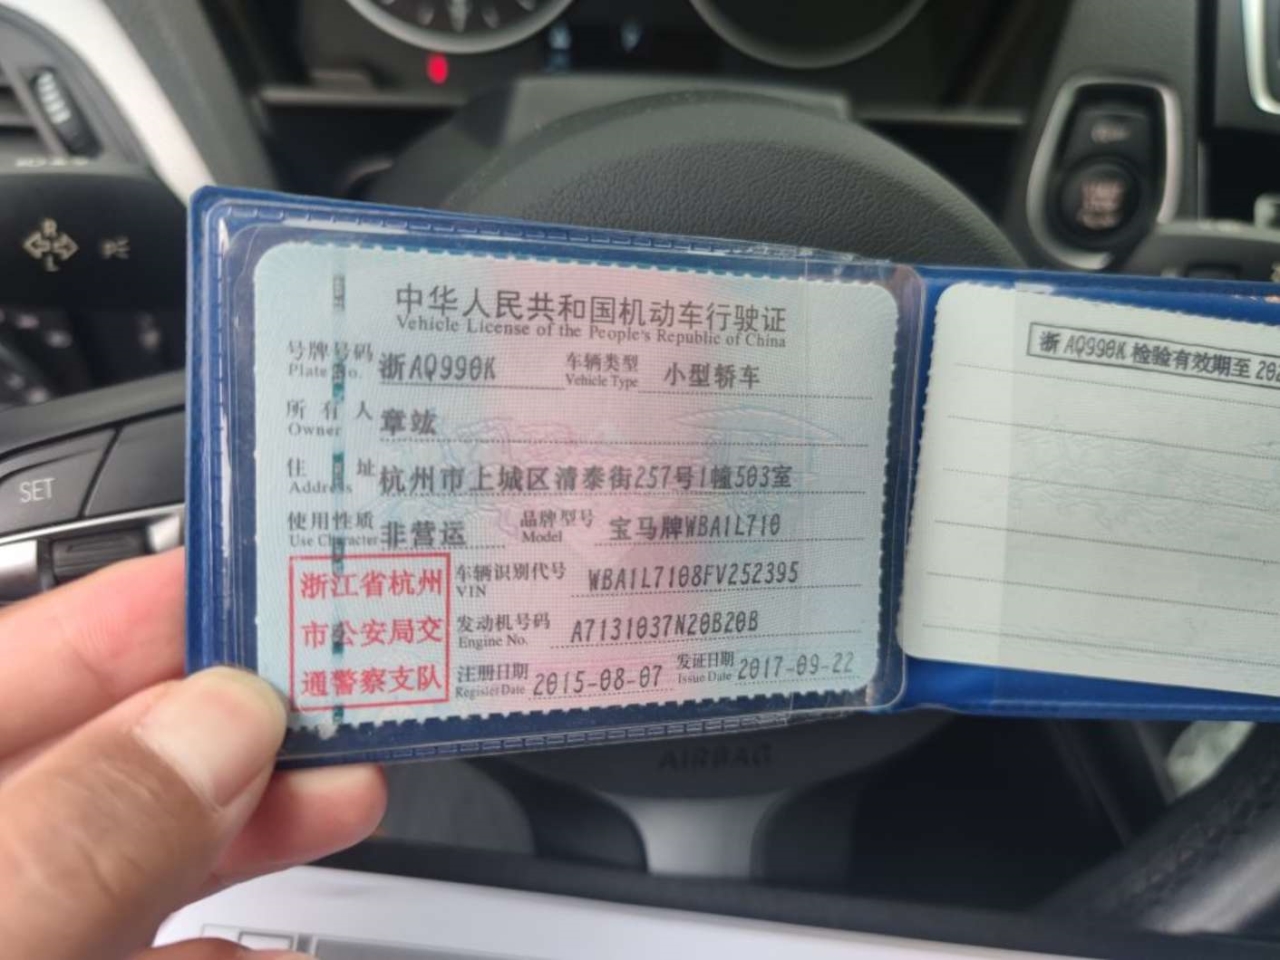 中华人民共和国机动车行驶证
Vehicle License of the People's Republic of China
号牌号码 浙AQ990K 车辆类型 小型轿车
Plate No. Vehicle Type
所有人 章竑
Owner
住址 杭州市上城区清泰街257号1幢503室
Address
使用性质 非营运 品牌型号 宝马牌WBA1L710
Use Character Model
浙江省杭州
市公安局交
通警察支队
车辆识别代号 WBA1L7108FV252395
VIN
发动机号码 A7131037N20B20B
Engine No.
注册日期 2015-08-07 发证日期 2017-09-22
Register Date Issue Date
浙AQ990K检验有效期至202
SET
R
L
AIRBAG